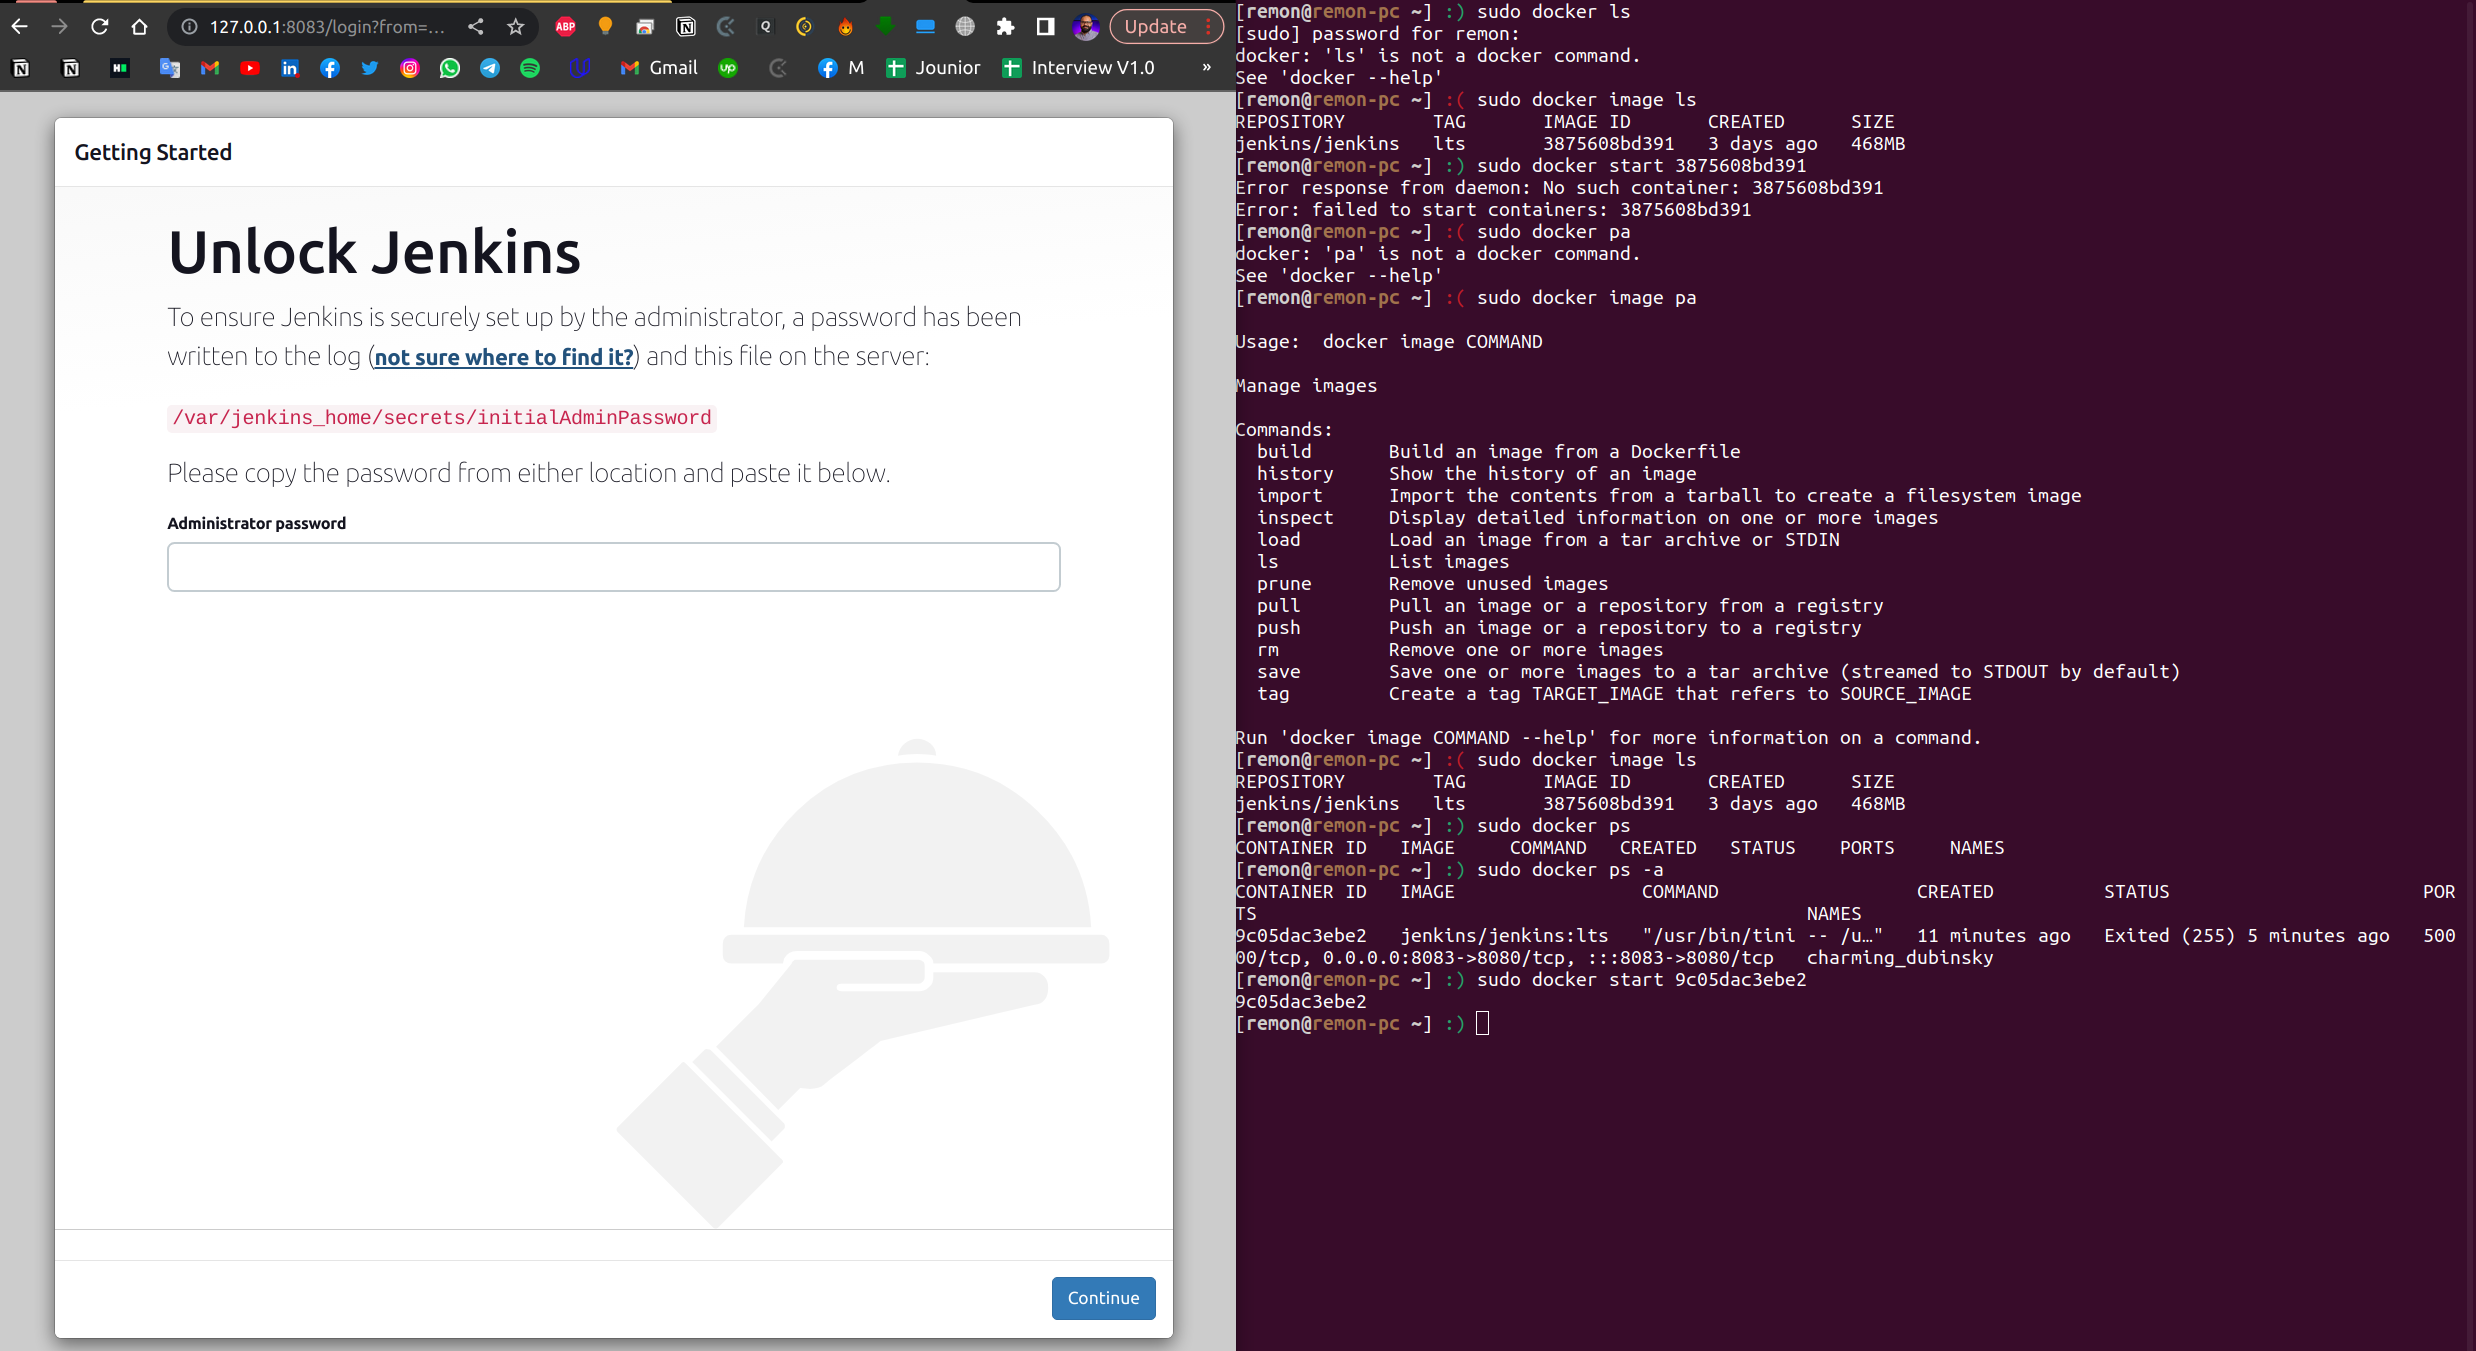 127.0.0.1:8083/login?from=...
ABP
Q
Update
Gmail
up
M
Jounior
Interview V1.0
»
Getting Started
Unlock Jenkins
To ensure Jenkins is securely set up by the administrator, a password has been
written to the log (not sure where to find it?) and this file on the server:
/var/jenkins_home/secrets/initialAdminPassword
Please copy the password from either location and paste it below.
Administrator password
Continue
[remon@remon-pc ~] :) sudo docker ls
[sudo] password for remon:
docker: 'ls' is not a docker command.
See 'docker --help'
[remon@remon-pc ~] :( sudo docker image ls
REPOSITORY        TAG       IMAGE ID       CREATED      SIZE
jenkins/jenkins   lts       3875608bd391   3 days ago   468MB
[remon@remon-pc ~] :) sudo docker start 3875608bd391
Error response from daemon: No such container: 3875608bd391
Error: failed to start containers: 3875608bd391
[remon@remon-pc ~] :( sudo docker pa
docker: 'pa' is not a docker command.
See 'docker --help'
[remon@remon-pc ~] :( sudo docker image pa
Usage:  docker image COMMAND
Manage images
Commands:
  build       Build an image from a Dockerfile
  history     Show the history of an image
  import      Import the contents from a tarball to create a filesystem image
  inspect     Display detailed information on one or more images
  load        Load an image from a tar archive or STDIN
  ls          List images
  prune       Remove unused images
  pull        Pull an image or a repository from a registry
  push        Push an image or a repository to a registry
  rm          Remove one or more images
  save        Save one or more images to a tar archive (streamed to STDOUT by default)
  tag         Create a tag TARGET_IMAGE that refers to SOURCE_IMAGE
Run 'docker image COMMAND --help' for more information on a command.
[remon@remon-pc ~] :( sudo docker image ls
REPOSITORY        TAG       IMAGE ID       CREATED      SIZE
jenkins/jenkins   lts       3875608bd391   3 days ago   468MB
[remon@remon-pc ~] :) sudo docker ps
CONTAINER ID   IMAGE     COMMAND   CREATED   STATUS    PORTS     NAMES
[remon@remon-pc ~] :) sudo docker ps -a
CONTAINER ID   IMAGE                 COMMAND                  CREATED          STATUS                       POR
TS                                                  NAMES
9c05dac3ebe2   jenkins/jenkins:lts   "/usr/bin/tini -- /u…"   11 minutes ago   Exited (255) 5 minutes ago   500
00/tcp, 0.0.0.0:8083->8080/tcp, :::8083->8080/tcp   charming_dubinsky
[remon@remon-pc ~] :) sudo docker start 9c05dac3ebe2
9c05dac3ebe2
[remon@remon-pc ~] :)